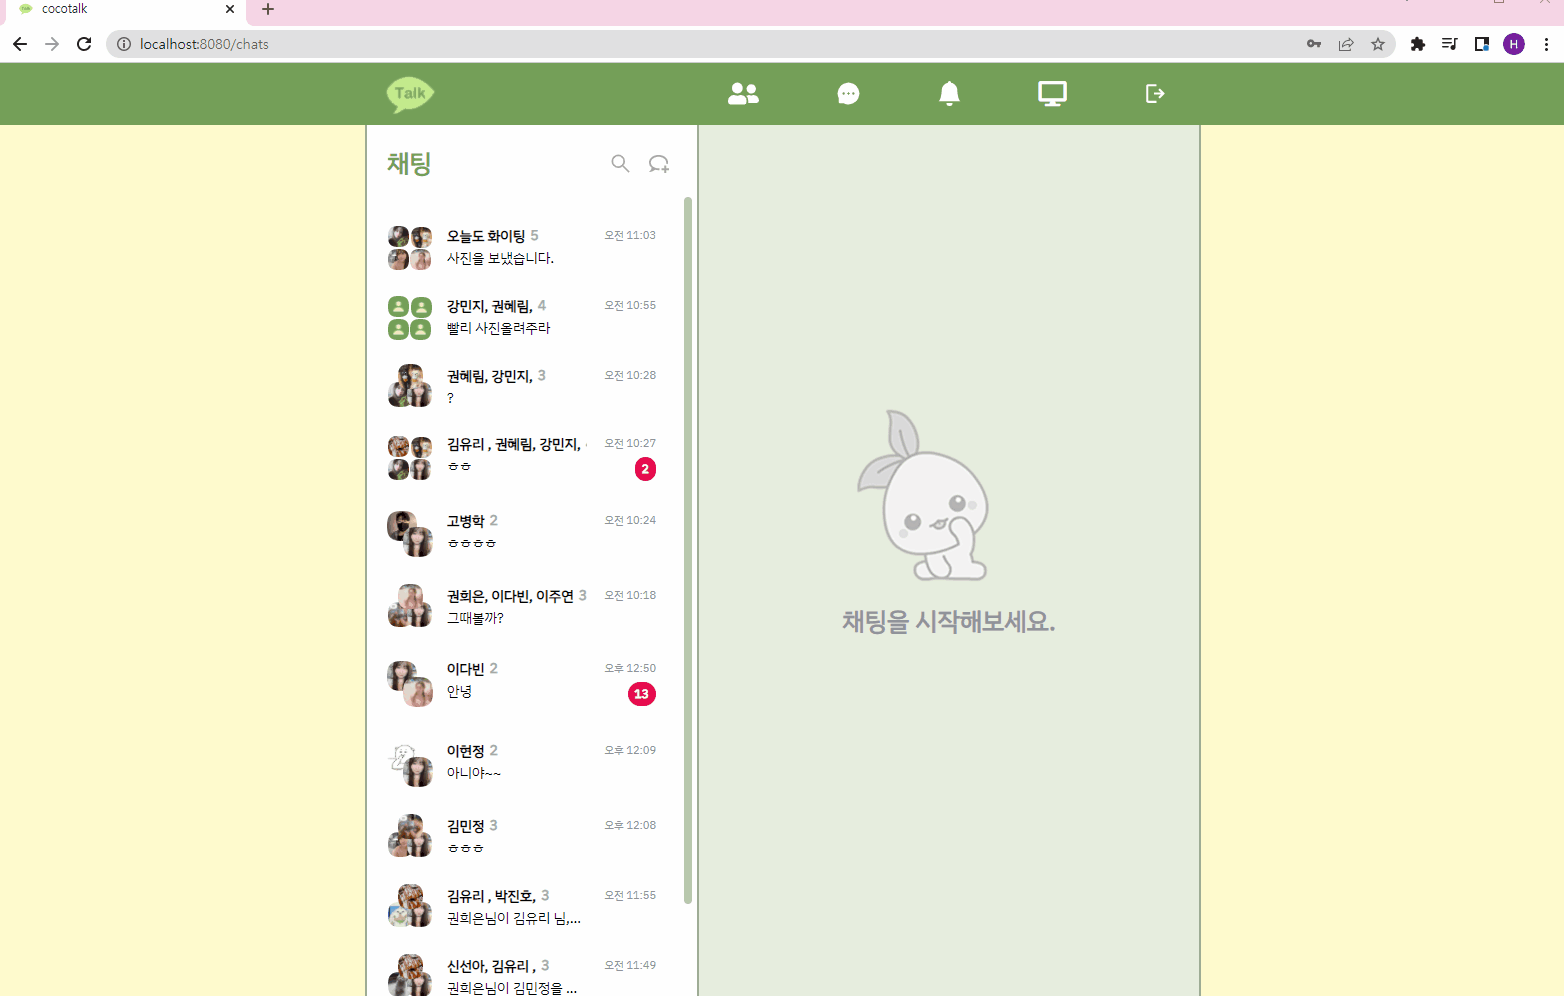 cocotalk
localhost:8080/chats
H
Talk
채팅
오늘도 화이팅 5 오전 11:03
사진을 보냈습니다.
강민지, 권혜림, 4 오전 10:55
빨리 사진올려주라
권혜림, 강민지, 3 오전 10:28
?
김유리 , 권혜림, 강민지, 오전 10:27
ㅎㅎ 2
고병학 2 오전 10:24
ㅎㅎㅎㅎ
권희은, 이다빈, 이주연 3 오전 10:18
그때볼까?
이다빈 2 오후 12:50
안녕 13
이현정 2 오후 12:09
아니야~~
김민정 3 오후 12:08
ㅎㅎㅎ
김유리 , 박진호, 3 오전 11:55
권희은님이 김유리 님,...
신선아, 김유리 , 3 오전 11:49
권희은님이 김민정을 ...
채팅을 시작해보세요.